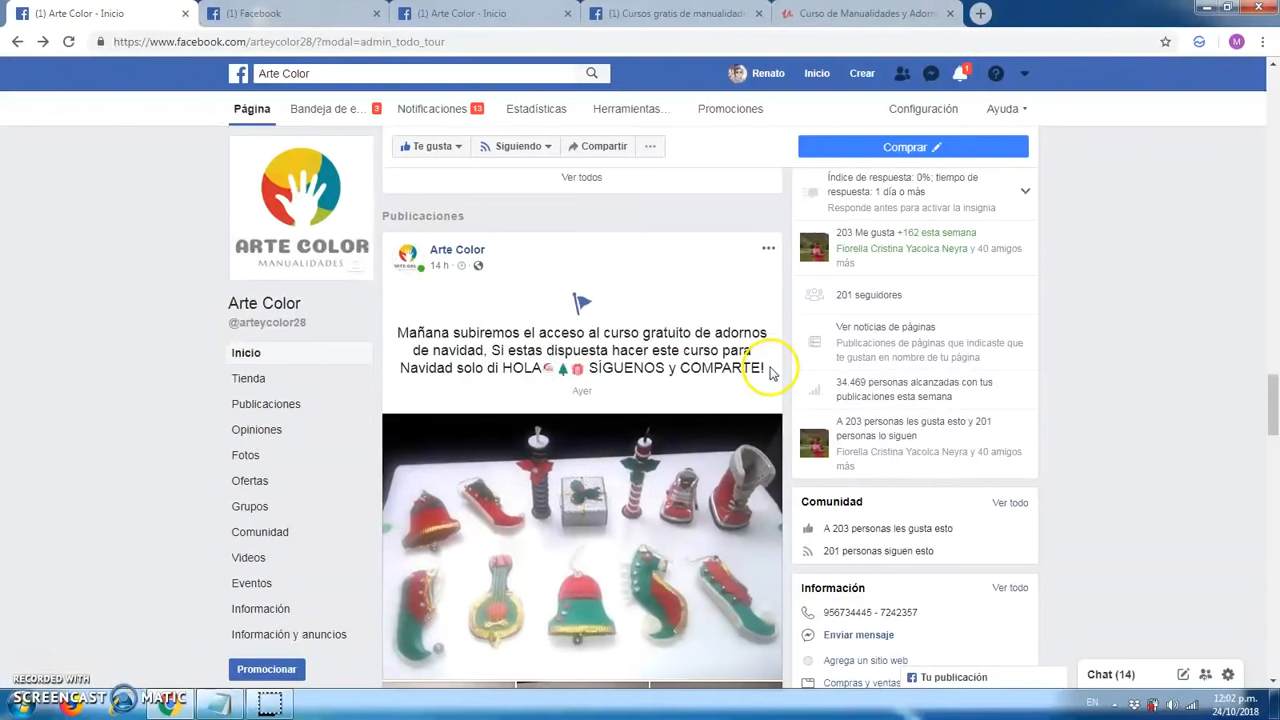 (1) Arte Color - Inicio
(1) Facebook
(1) Arte Color - Inicio
(1) Cursos gratis de manualidade
Curso de Manualidades y Adorn
https://www.facebook.com/arteycolor28/?modal=admin_todo_tour
M
Arte Color
Renato
Inicio
Crear
1
Página
Bandeja de e... 3
Notificaciones 13
Estadísticas
Herramientas...
Promociones
Configuración
Ayuda
Te gusta
Siguiendo
Compartir
Comprar
ARTE COLOR
MANUALIDADES
Arte Color
@arteycolor28
Inicio
Tienda
Publicaciones
Opiniones
Fotos
Ofertas
Grupos
Comunidad
Videos
Eventos
Información
Información y anuncios
Promocionar
Ver todos
Publicaciones
Arte Color
14 h
Mañana subiremos el acceso al curso gratuito de adornos
de navidad, Si estas dispuesta hacer este curso para
Navidad solo di HOLA🎅🎄🎁 SÍGUENOS y COMPARTE!
Ayer
Índice de respuesta: 0%; tiempo de
respuesta: 1 día o más
Responde antes para activar la insignia
203 Me gusta +162 esta semana
Fiorella Cristina Yacolca Neyra y 40 amigos
más
201 seguidores
Ver noticias de páginas
Publicaciones de páginas que indicaste que
te gustan en nombre de tu página
34.469 personas alcanzadas con tus
publicaciones esta semana
A 203 personas les gusta esto y 201
personas lo siguen
Fiorella Cristina Yacolca Neyra y 40 amigos
más
Comunidad
Ver todo
A 203 personas les gusta esto
201 personas siguen esto
Información
Ver todo
956734445 - 7242357
Enviar mensaje
Agrega un sitio web
Compras y ventas
Tu publicación
Chat (14)
RECORDED WITH
SCREENCAST MATIC
EN
12:02 p.m.
24/10/2018